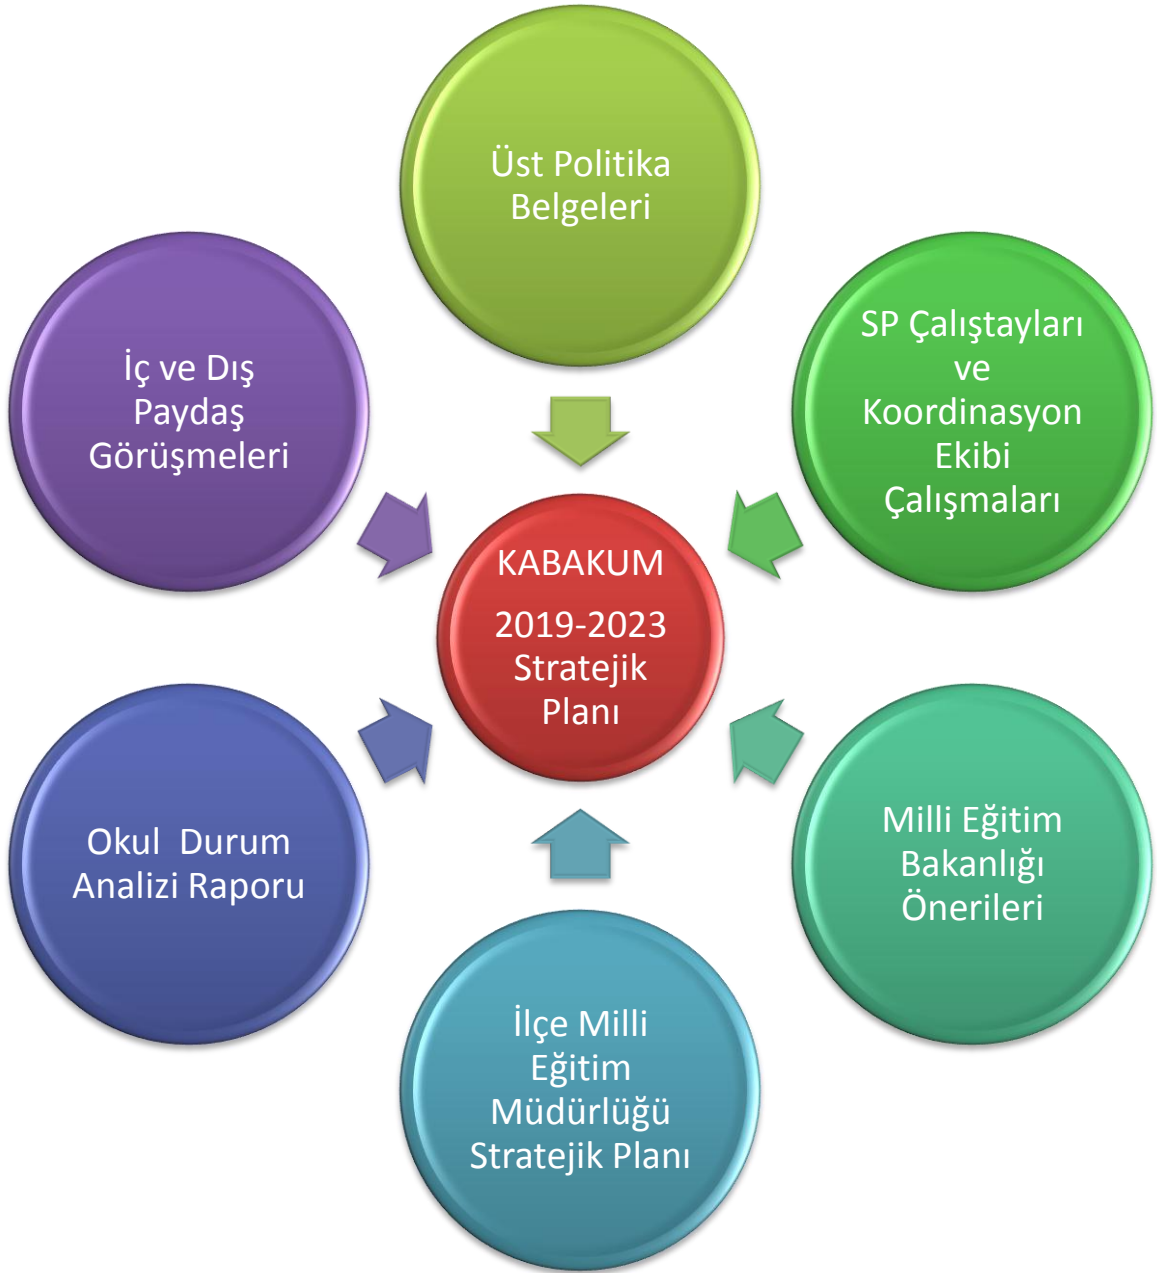 Üst Politika
Belgeleri
SP Çalıştayları
ve
Koordinasyon
Ekibi
Çalışmaları
Milli Eğitim
Bakanlığı
Önerileri
İlçe Milli
Eğitim
Müdürlüğü
Stratejik Planı
Okul  Durum
Analizi Raporu
İç ve Dış
Paydaş
Görüşmeleri
KABAKUM
2019-2023
Stratejik
Planı